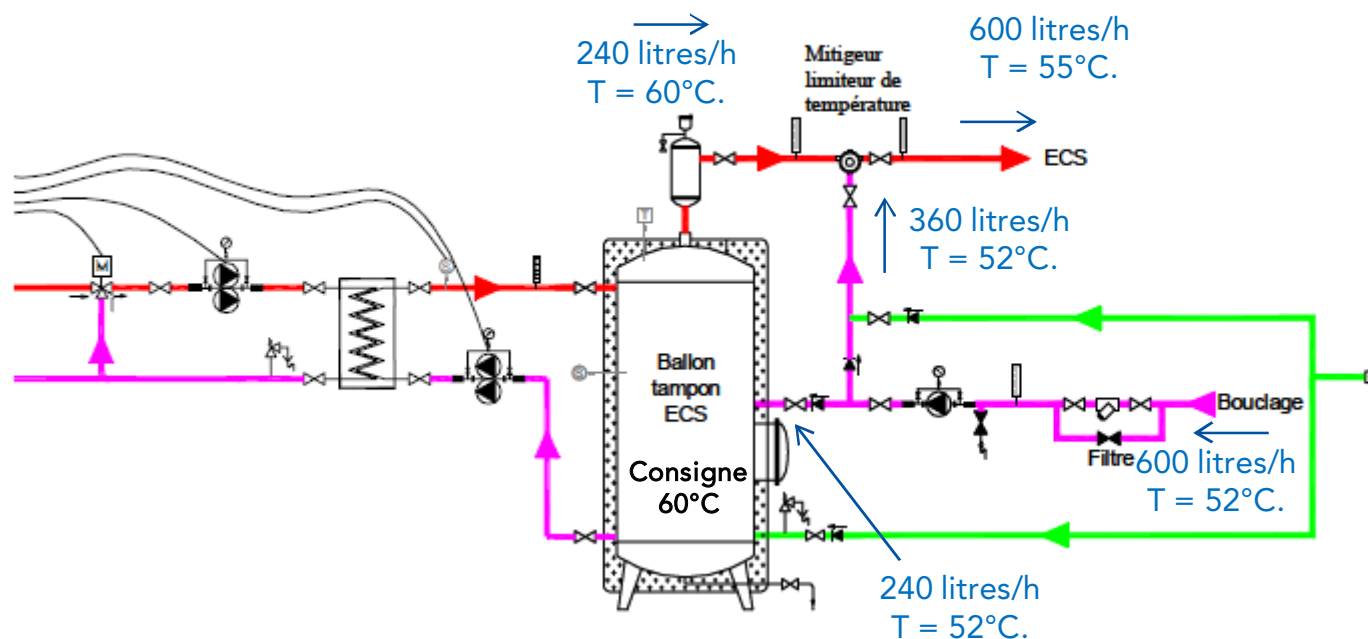 240 litres/h
T = 60°C.
600 litres/h
T = 55°C.
Mitigeur
limiteur de
température
ECS
360 litres/h
T = 52°C.
M
T
S
S
Ballon
tampon
ECS
Consigne
60°C
Bouclage
Filtre
600 litres/h
T = 52°C.
240 litres/h
T = 52°C.